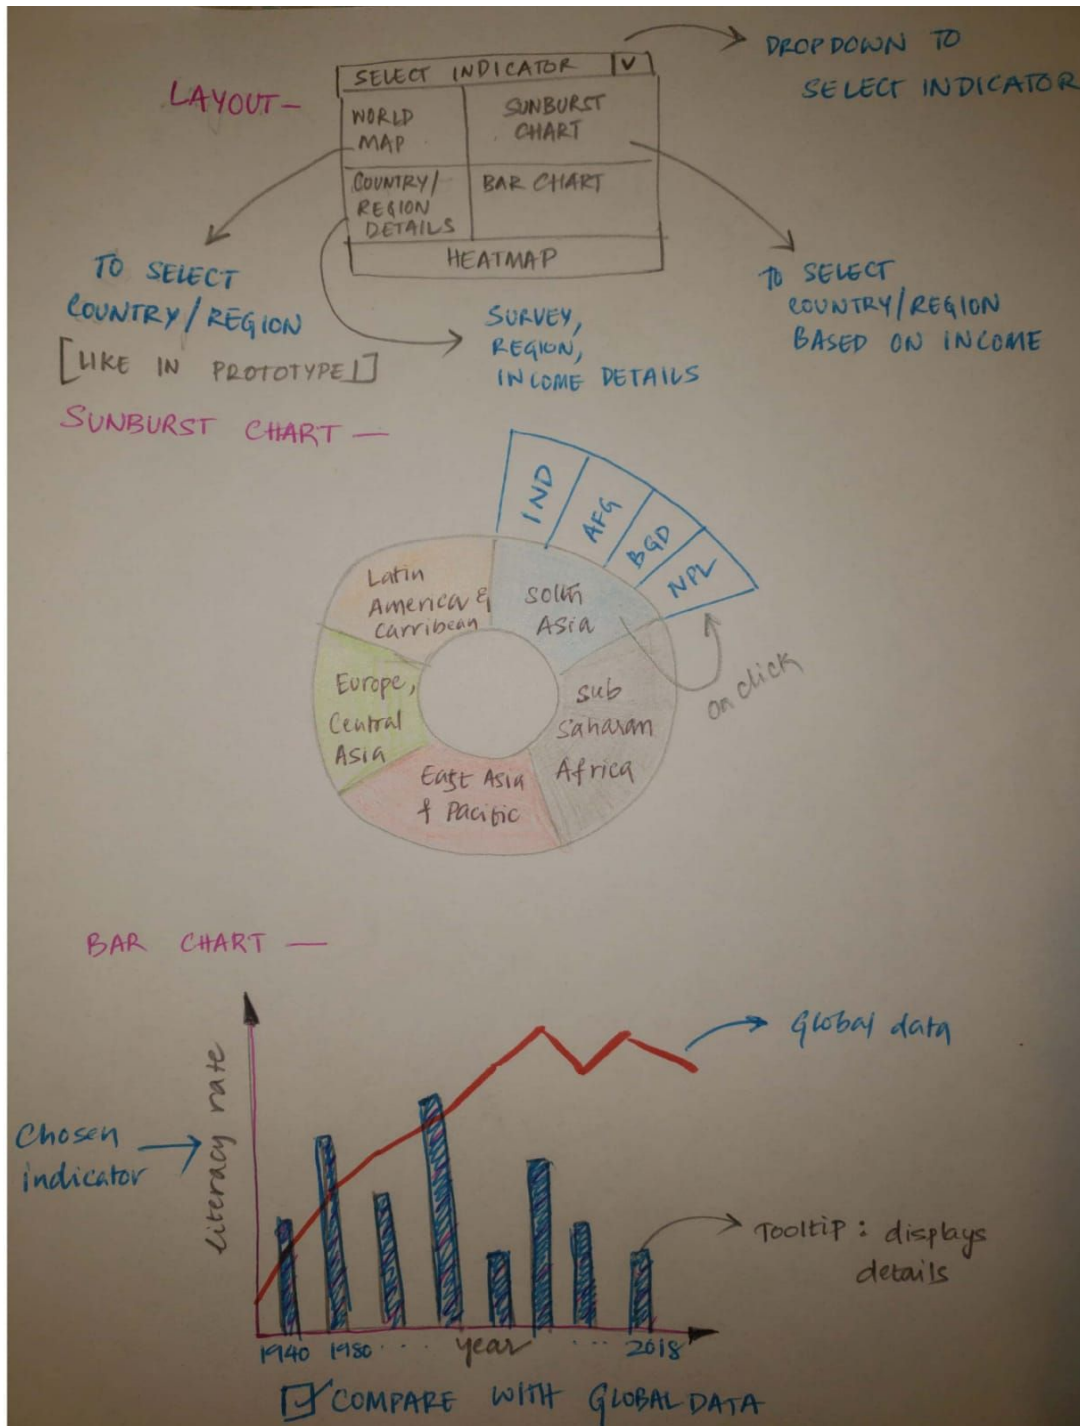 DROPDOWN TO
SELECT INDICATOR
LAYOUT—
SELECT INDICATOR V
WORLD
MAP
SUNBURST
CHART
COUNTRY/
REGION
DETAILS
BAR CHART
HEATMAP
TO SELECT
COUNTRY/REGION
[LIKE IN PROTOTYPE 1]
SURVEY,
REGION,
INCOME DETAILS
TO SELECT
COUNTRY/REGION
BASED ON INCOME
SUNBURST CHART —
IND
AFG
BGD
NPL
Latin
America &
Carribean
South
Asia
Europe,
Central
Asia
Sub
Saharan
Africa
East Asia
& Pacific
on click
BAR CHART —
Global data
Chosen
indicator
literacy rate
Tooltip : displays
details
1940 1980 . . . year . . . 2018
COMPARE WITH GLOBAL DATA